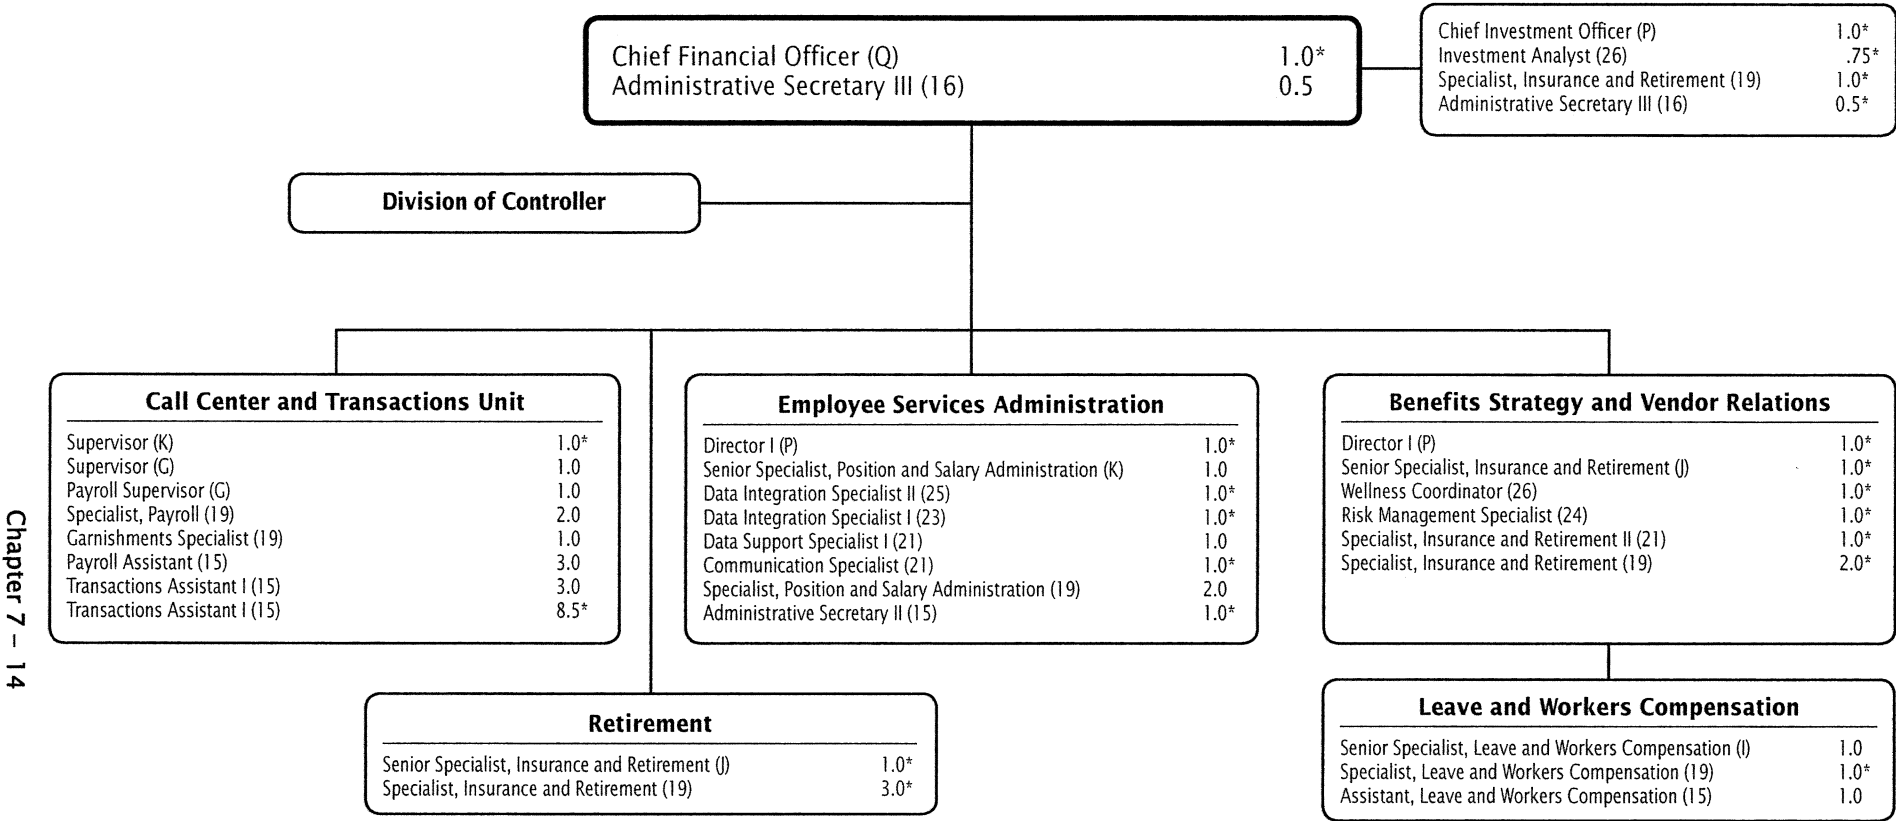 Chief Financial Officer (Q) 1.0*
Administrative Secretary III (16) 0.5
Chief Investment Officer (P) 1.0*
Investment Analyst (26) .75*
Specialist, Insurance and Retirement (19) 1.0*
Administrative Secretary III (16) 0.5*
Division of Controller
Call Center and Transactions Unit
Supervisor (K) 1.0*
Supervisor (G) 1.0
Payroll Supervisor (G) 1.0
Specialist, Payroll (19) 2.0
Garnishments Specialist (19) 1.0
Payroll Assistant (15) 3.0
Transactions Assistant I (15) 3.0
Transactions Assistant I (15) 8.5*
Employee Services Administration
Director I (P) 1.0*
Senior Specialist, Position and Salary Administration (K) 1.0
Data Integration Specialist II (25) 1.0*
Data Integration Specialist I (23) 1.0*
Data Support Specialist I (21) 1.0
Communication Specialist (21) 1.0*
Specialist, Position and Salary Administration (19) 2.0
Administrative Secretary II (15) 1.0*
Benefits Strategy and Vendor Relations
Director I (P) 1.0*
Senior Specialist, Insurance and Retirement (J) 1.0*
Wellness Coordinator (26) 1.0*
Risk Management Specialist (24) 1.0*
Specialist, Insurance and Retirement II (21) 1.0*
Specialist, Insurance and Retirement (19) 2.0*
Retirement
Senior Specialist, Insurance and Retirement (J) 1.0*
Specialist, Insurance and Retirement (19) 3.0*
Leave and Workers Compensation
Senior Specialist, Leave and Workers Compensation (I) 1.0
Specialist, Leave and Workers Compensation (19) 1.0*
Assistant, Leave and Workers Compensation (15) 1.0
Chapter 7 – 14